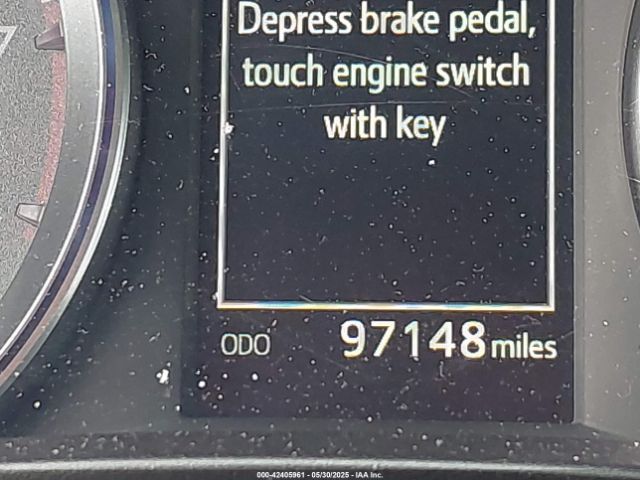 Depress brake pedal,
touch engine switch
with key
ODO 97148 miles
000-42405961 - 05/30/2025 - IAA Inc.